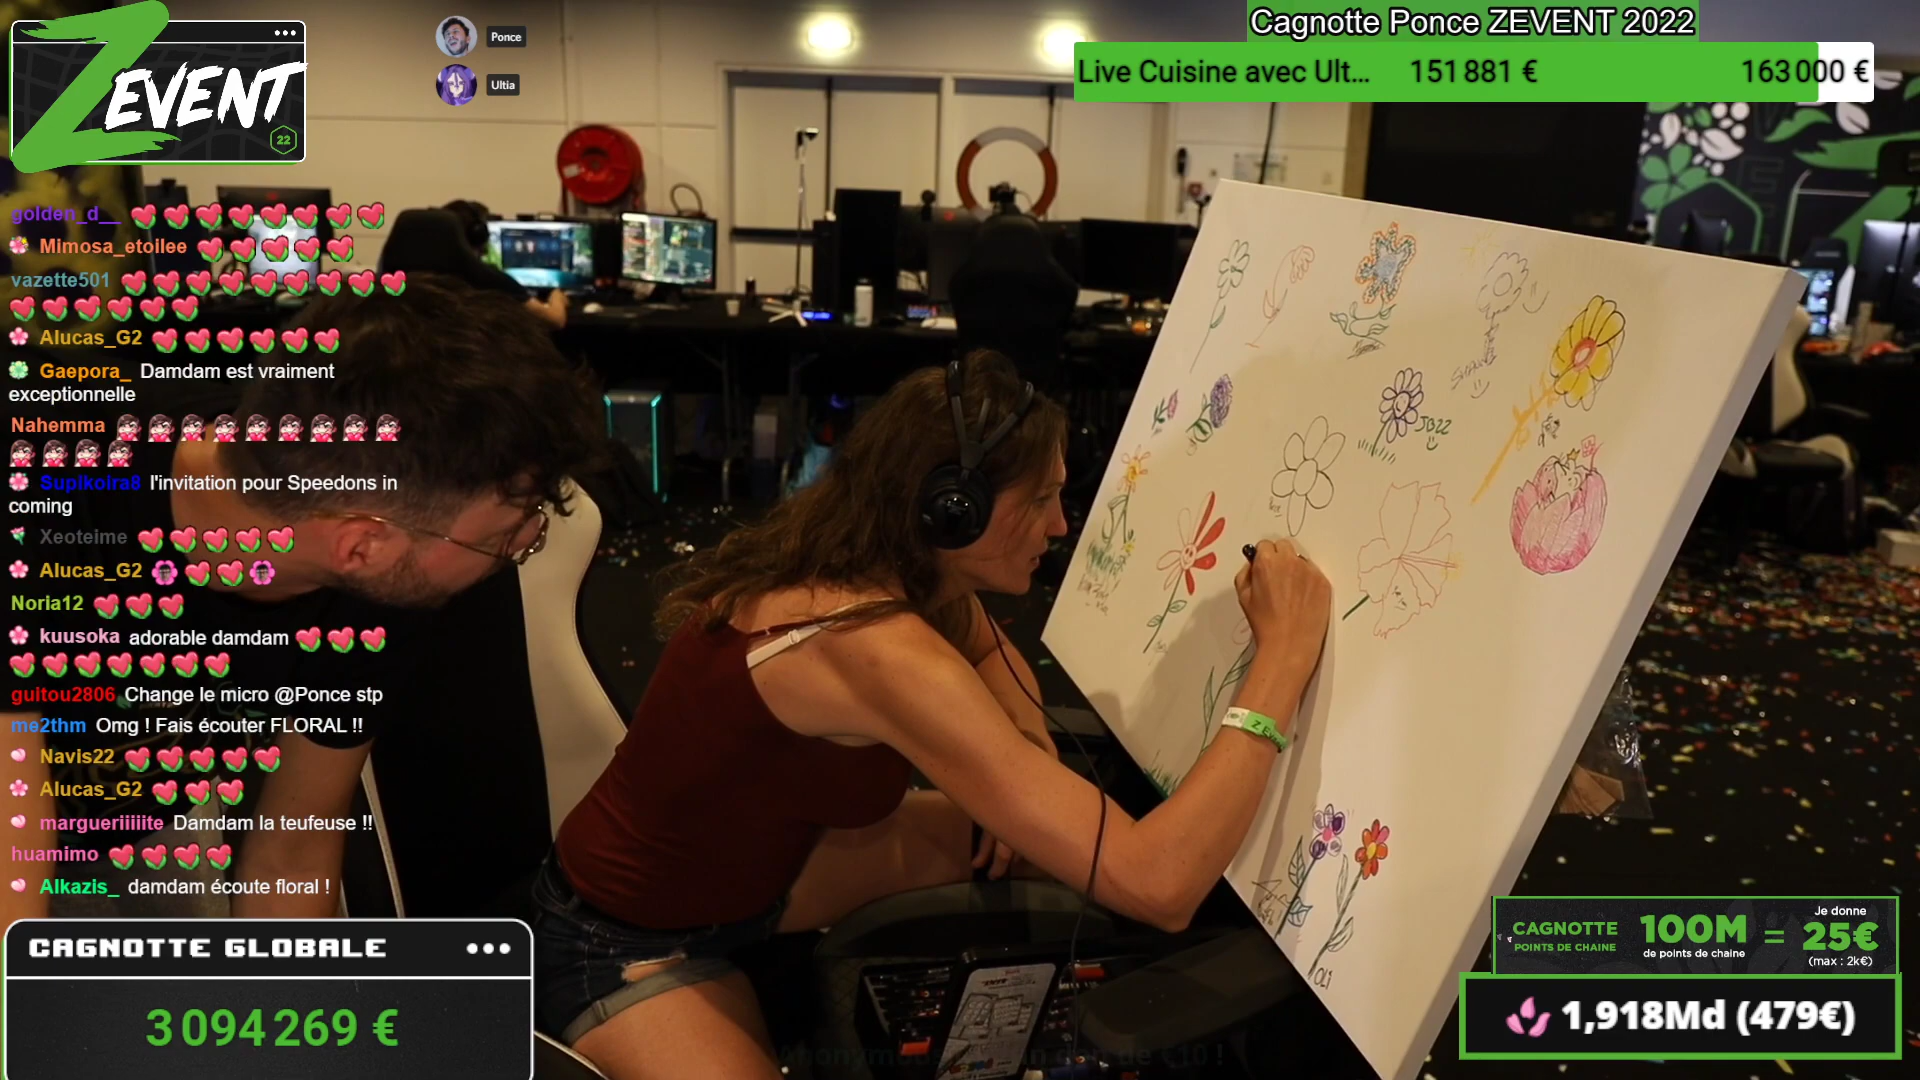 ZEVENT
22
Ponce
Ultia
Cagnotte Ponce ZEVENT 2022
Live Cuisine avec Ult... 151 881 € 163 000 €
golden_d__
Mimosa_etoilee
vazette501
Alucas_G2
Gaepora_ Damdam est vraiment
exceptionnelle
Nahemma
Supikoira8 l'invitation pour Speedons in
coming
Xeoteime
Alucas_G2
Noria12
kuusoka adorable damdam
guitou2806 Change le micro @Ponce stp
me2thm Omg ! Fais écouter FLORAL !!
Navis22
Alucas_G2
margueriiiiite Damdam la teufeuse !!
huamimo
Alkazis_ damdam écoute floral !
JB22
OLI
CAGNOTTE GLOBALE
3 094 269 €
CAGNOTTE
POINTS DE CHAINE
100M
de points de chaine
=
Je donne
25€
(max : 2k€)
1,918Md (479€)